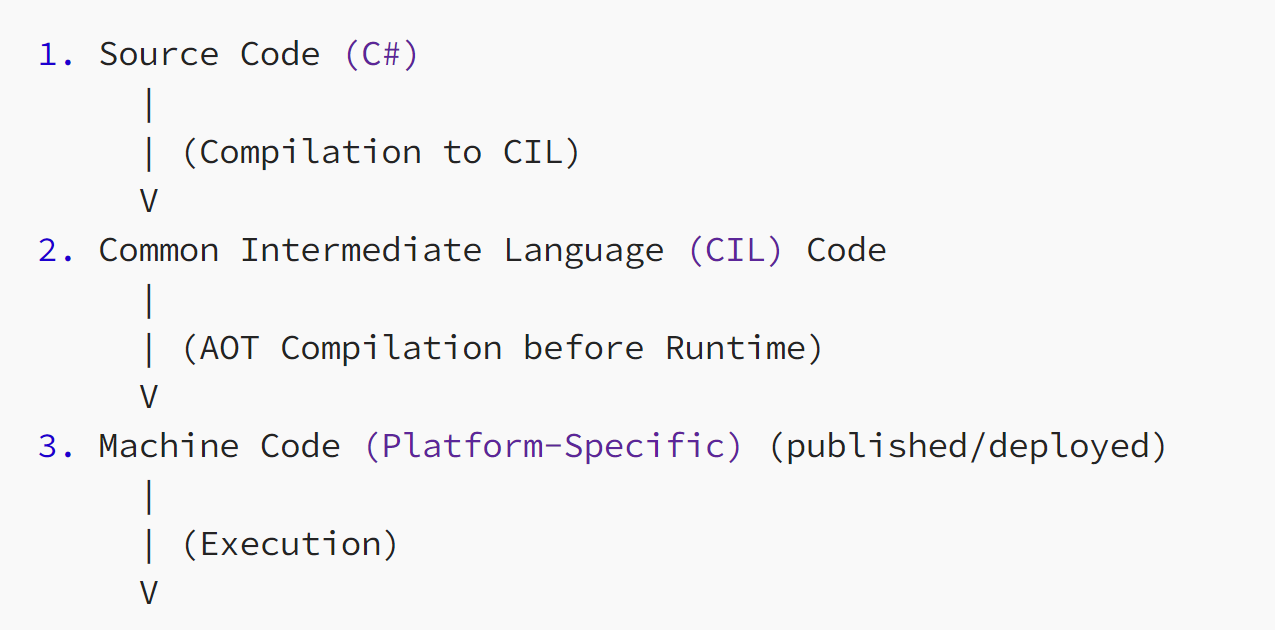 1. Source Code (C#)
|
| (Compilation to CIL)
V
2. Common Intermediate Language (CIL) Code
|
| (AOT Compilation before Runtime)
V
3. Machine Code (Platform-Specific) (published/deployed)
|
| (Execution)
V